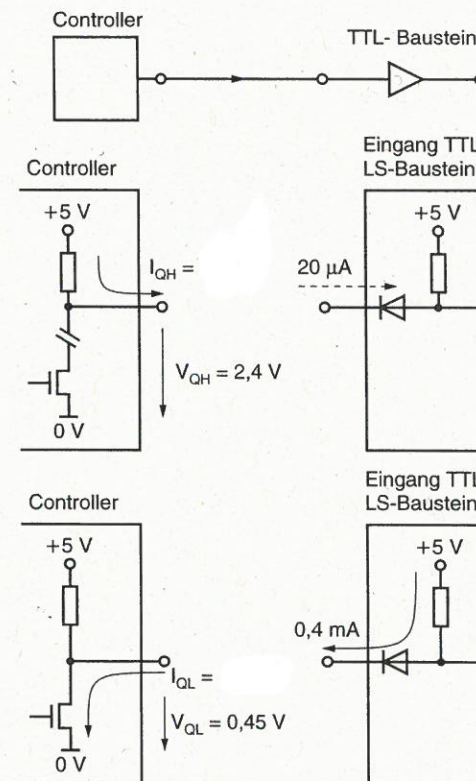 Controller
TTL- Baustein
Controller
+5 V
I_QH =
V_QH = 2,4 V
0 V
Eingang TTL
LS-Baustein
+5 V
20 µA
Controller
+5 V
I_QL =
V_QL = 0,45 V
0 V
Eingang TTL
LS-Baustein
+5 V
0,4 mA